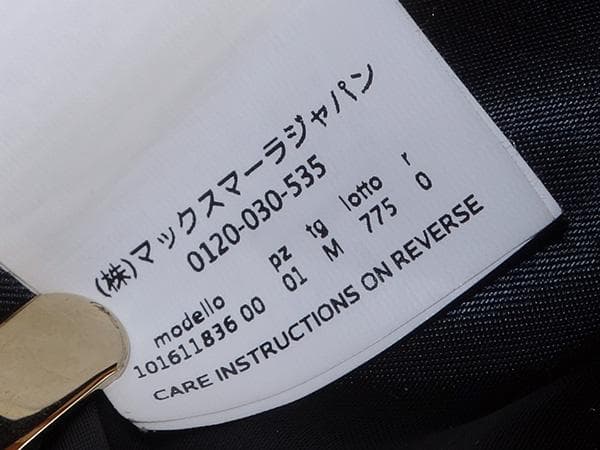 (株)マックスマーラジャパン
0120-030-535
modello pz tg lotto r
101611836 00 01 M 775 0
CARE INSTRUCTIONS ON REVERSE